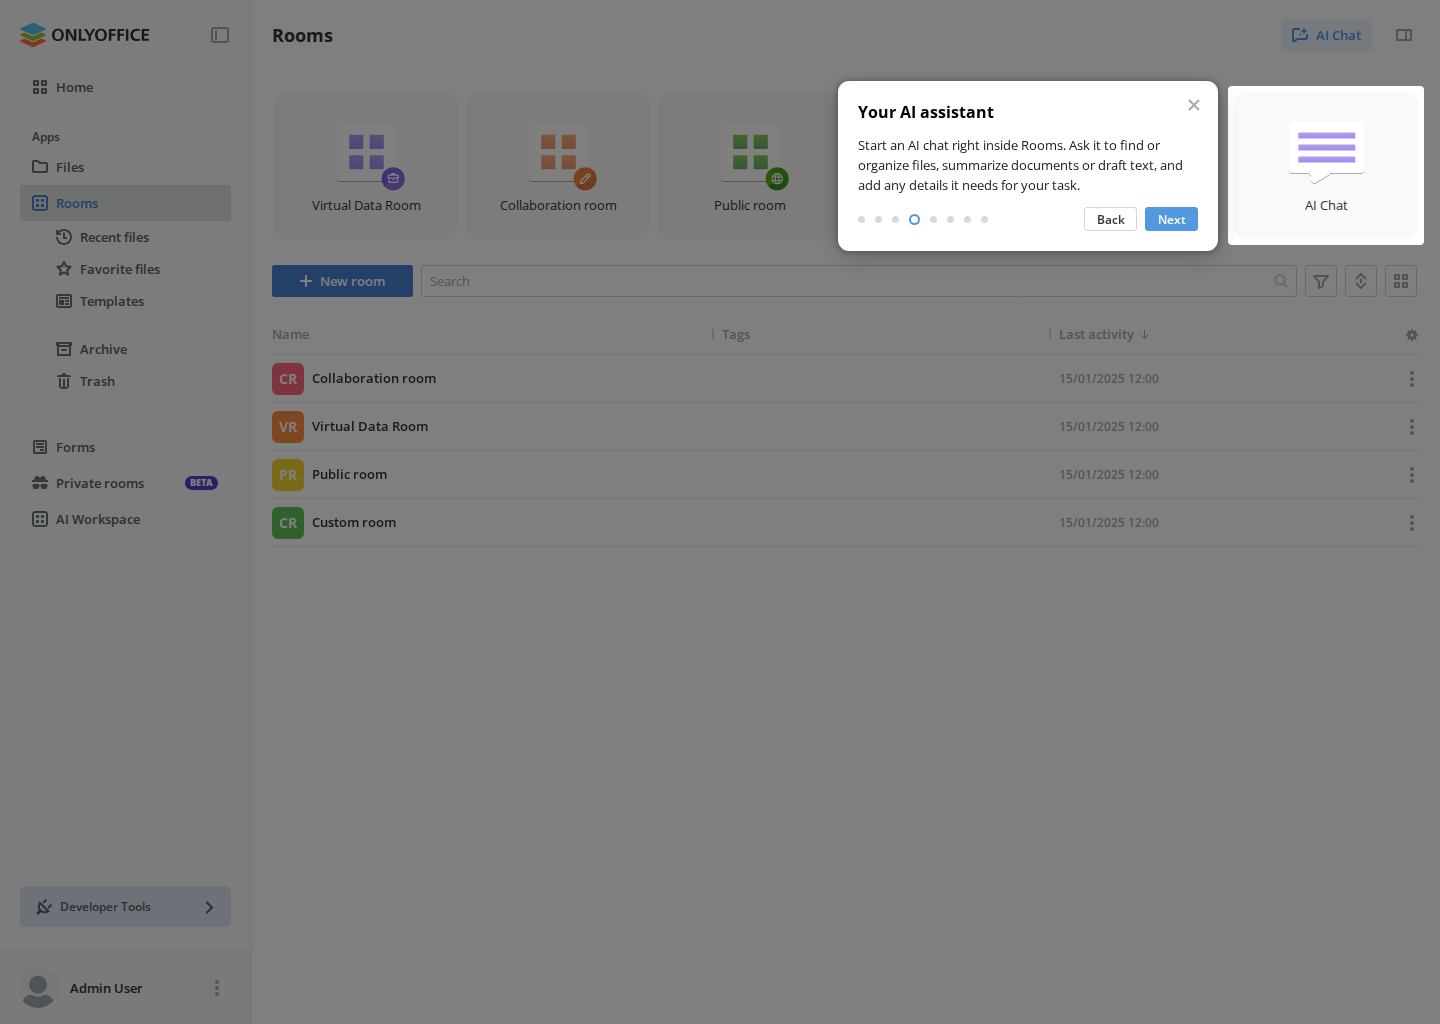 ONLYOFFICE
Home
Apps
Files
Rooms
Recent files
Favorite files
Templates
Archive
Trash
Forms
Private rooms
BETA
AI Workspace
Developer Tools
Admin User
Rooms
AI Chat
Virtual Data Room
Collaboration room
Public room
Your AI assistant
Start an AI chat right inside Rooms. Ask it to find or
organize files, summarize documents or draft text, and
add any details it needs for your task.
Back
Next
AI Chat
New room
Search
Name
Tags
Last activity
CR Collaboration room 15/01/2025 12:00
VR Virtual Data Room 15/01/2025 12:00
PR Public room 15/01/2025 12:00
CR Custom room 15/01/2025 12:00